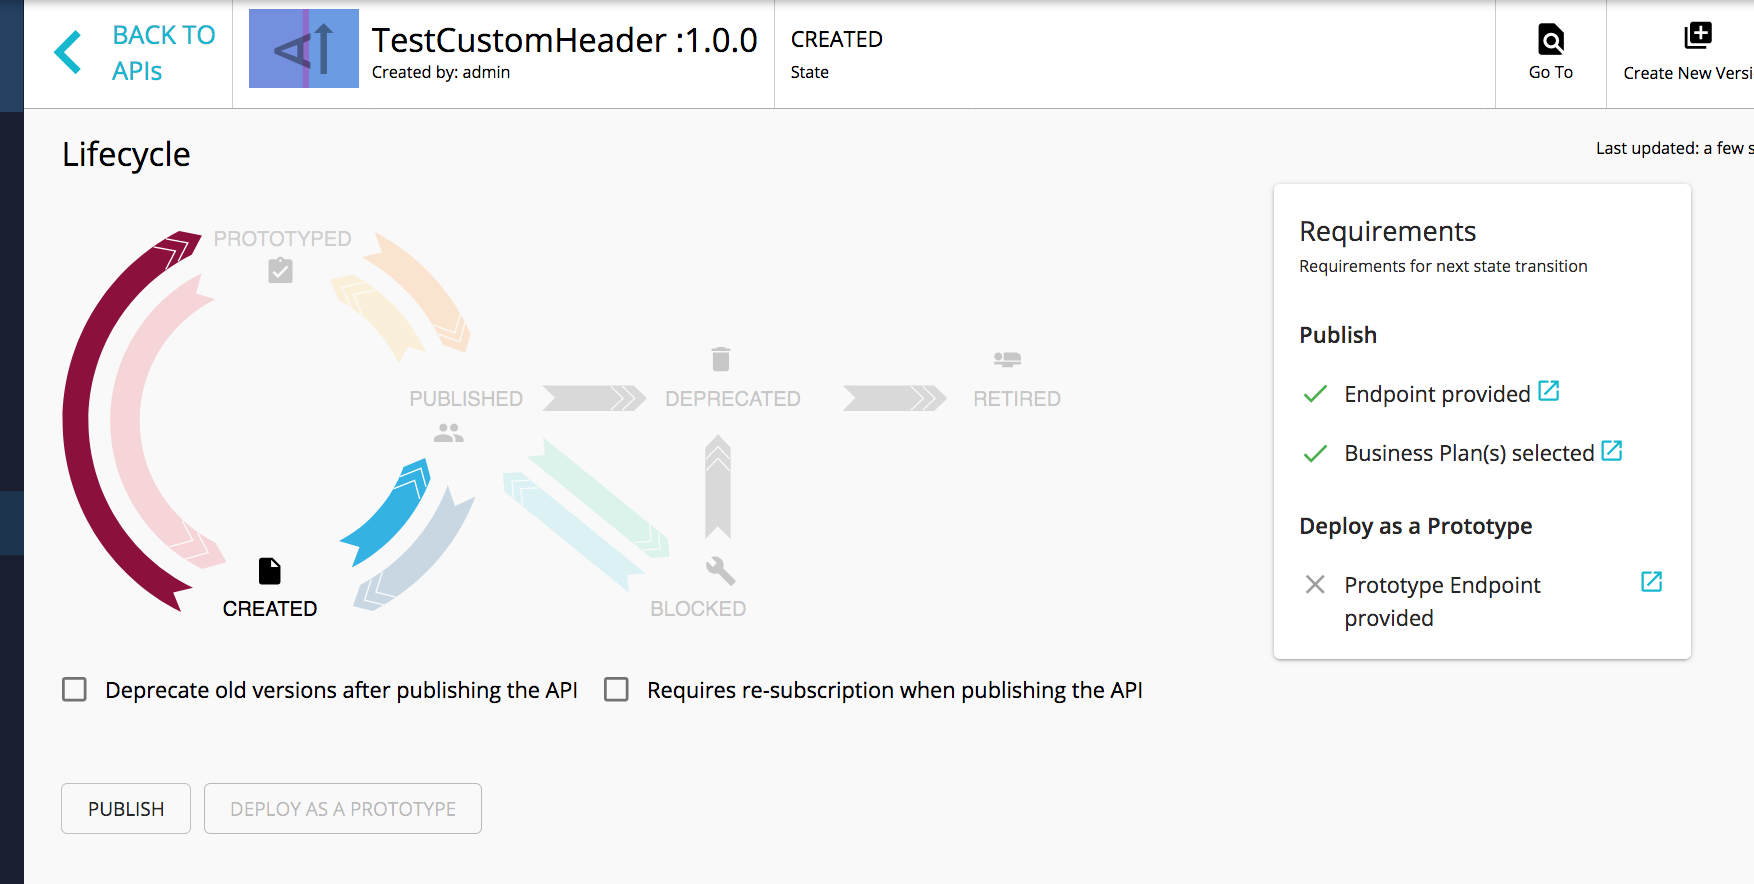 BACK TO
APIs
TestCustomHeader :1.0.0
Created by: admin
CREATED
State
Go To
Create New Versi
Lifecycle
Last updated: a few s
PROTOTYPED
PUBLISHED
DEPRECATED
RETIRED
CREATED
BLOCKED
Requirements
Requirements for next state transition
Publish
Endpoint provided
Business Plan(s) selected
Deploy as a Prototype
Prototype Endpoint
provided
Deprecate old versions after publishing the API
Requires re-subscription when publishing the API
PUBLISH
DEPLOY AS A PROTOTYPE